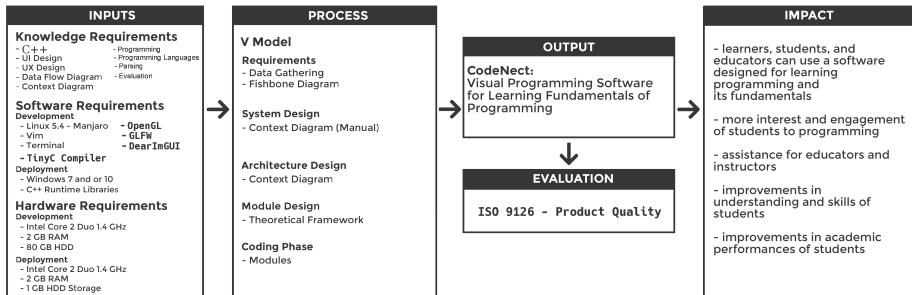 INPUTS
Knowledge Requirements
- C++
- UI Design
- UX Design
- Data Flow Diagram
- Context Diagram
- Programming
- Programming Languages
- Parsing
- Evaluation
Software Requirements
Development
- Linux 5.4 - Manjaro
- Vim
- Terminal
- TinyC Compiler
- OpenGL
- GLFW
- DearImGUI
Deployment
- Windows 7 and or 10
- C++ Runtime Libraries
Hardware Requirements
Development
- Intel Core 2 Duo 1.4 GHz
- 2 GB RAM
- 80 GB HDD
Deployment
- Intel Core 2 Duo 1.4 GHz
- 2 GB RAM
- 1 GB HDD Storage
PROCESS
V Model
Requirements
- Data Gathering
- Fishbone Diagram
System Design
- Context Diagram (Manual)
Architecture Design
- Context Diagram
Module Design
- Theoretical Framework
Coding Phase
- Modules
OUTPUT
CodeNect:
Visual Programming Software
for Learning Fundamentals of
Programming
EVALUATION
ISO 9126 - Product Quality
IMPACT
- learners, students, and
educators can use a software
designed for learning
programming and
its fundamentals
- more interest and engagement
of students to programming
- assistance for educators and
instructors
- improvements in
understanding and skills of
students
- improvements in academic
performances of students